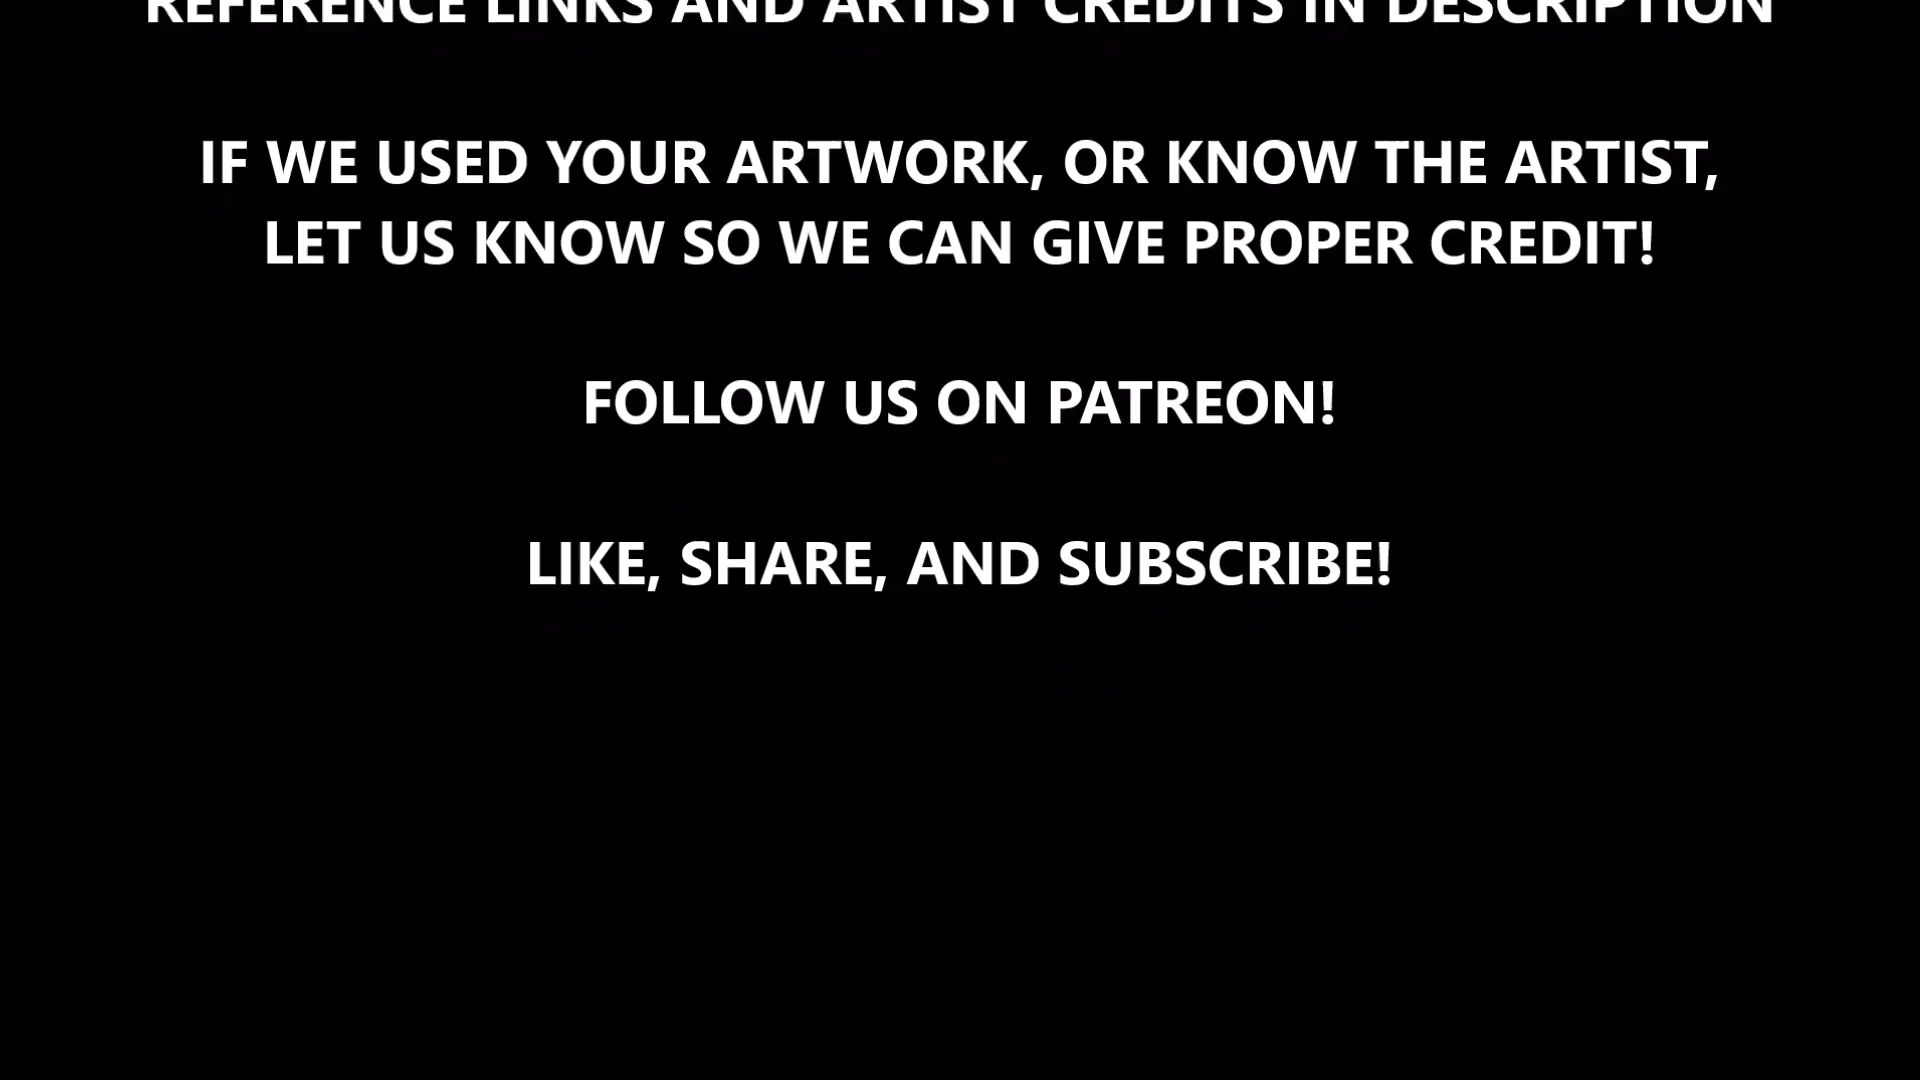 REFERENCE LINKS AND ARTIST CREDITS IN DESCRIPTION
IF WE USED YOUR ARTWORK, OR KNOW THE ARTIST,
LET US KNOW SO WE CAN GIVE PROPER CREDIT!
FOLLOW US ON PATREON!
LIKE, SHARE, AND SUBSCRIBE!